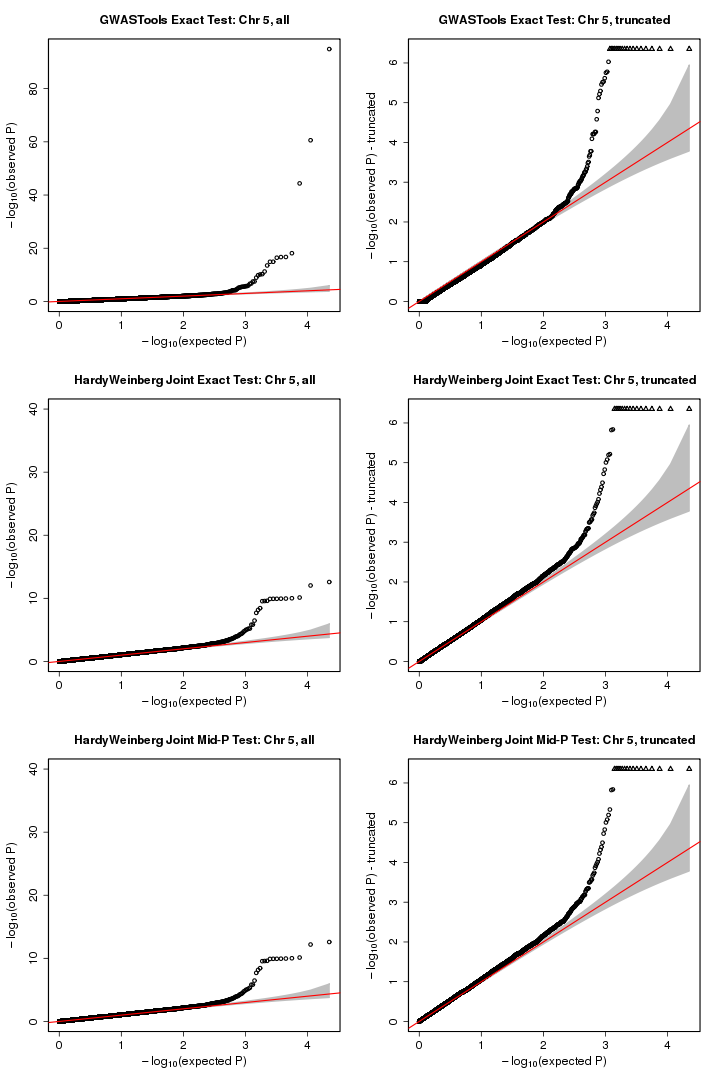 GWASTools Exact Test: Chr 5, all
− log10(observed P)
80
60
40
20
0
0 1 2 3 4
− log10(expected P)
GWASTools Exact Test: Chr 5, truncated
− log10(observed P) - truncated
6
5
4
3
2
1
0
0 1 2 3 4
− log10(expected P)
HardyWeinberg Joint Exact Test: Chr 5, all
− log10(observed P)
40
30
20
10
0
0 1 2 3 4
− log10(expected P)
HardyWeinberg Joint Exact Test: Chr 5, truncated
− log10(observed P) - truncated
6
5
4
3
2
1
0
0 1 2 3 4
− log10(expected P)
HardyWeinberg Joint Mid-P Test: Chr 5, all
− log10(observed P)
40
30
20
10
0
0 1 2 3 4
− log10(expected P)
HardyWeinberg Joint Mid-P Test: Chr 5, truncated
− log10(observed P) - truncated
6
5
4
3
2
1
0
0 1 2 3 4
− log10(expected P)